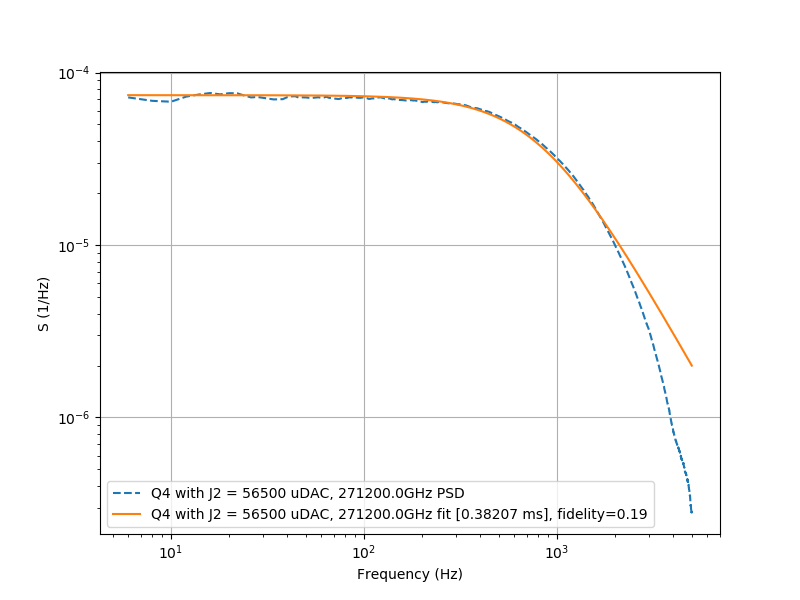 10⁻⁴
10⁻⁵
10⁻⁶
S (1/Hz)
Q4 with J2 = 56500 uDAC, 271200.0GHz PSD
Q4 with J2 = 56500 uDAC, 271200.0GHz fit [0.38207 ms], fidelity=0.19
10¹ 10² 10³
Frequency (Hz)